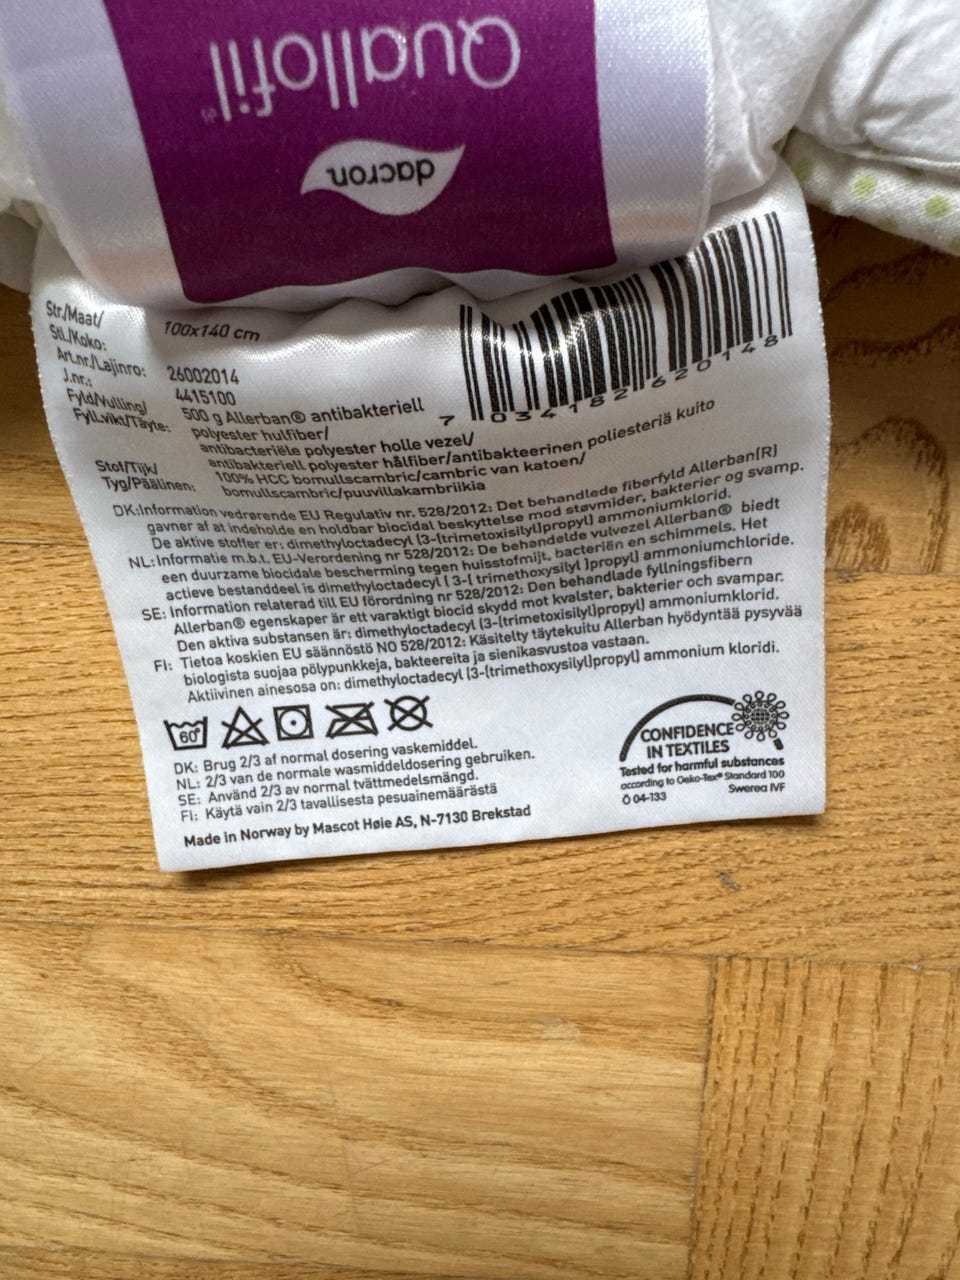 Quallofil®
dacron
Str./Maat/
Stl./Koko: 100x140 cm
Art.nr/Lajinro: 26002014
J.nr.: 4415100
Fyld/Vulling/ 500 g Allerban® antibakteriell
Fyll.vikt/Täyte: polyester hulfiber/
antibacteriële polyester holle vezel/
antibakteriell polyester hålfiber/antibakteerinen poliesteriä kuito
Stof/Tijk/ 100% HCC bomullscambric/cambric van katoen/
Tyg/Päälinen: bomullscambric/puuvillakambriikia
7 034182 620148
DK:Information vedrørende EU Regulativ nr. 528/2012: Det behandlede fiberfyld Allerban(R)
gavner af at indeholde en holdbar biocidal beskyttelse mod støvmider, bakterier og svamp.
De aktive stoffer er: dimethyloctadecyl (3-(trimetoxisilyl)propyl) ammoniumklorid.
NL:Informatie m.b.t. EU-Verordening nr 528/2012: De behandelde vulvezel Allerban® biedt
een duurzame biocidale bescherming tegen huisstofmijt, bacteriën en schimmels. Het
actieve bestanddeel is dimethyloctadecyl ( 3-( trimethoxysilyl )propyl) ammoniumchloride.
SE: Information relaterad till EU förordning nr 528/2012: Den behandlade fyllningsfibern
Allerban® egenskaper är ett varaktigt biocid skydd mot kvalster, bakterier och svampar.
Den aktiva substansen är: dimethyloctadecyl (3-(trimetoxisilyl)propyl) ammoniumklorid.
FI: Tietoa koskien EU säännöstö NO 528/2012: Käsitelty täytekuitu Allerban hyödyntää pysyvää
biologista suojaa pölypunkkeja, bakteereita ja sienikasvustoa vastaan.
Aktiivinen ainesosa on: dimethyloctadecyl (3-(trimethoxysilyl)propyl) ammonium kloridi.
60°
DK: Brug 2/3 af normal dosering vaskemiddel.
NL: 2/3 van de normale wasmiddeldosering gebruiken.
SE: Använd 2/3 av normal tvättmedelsmängd.
FI: Käytä vain 2/3 tavallisesta pesuainemäärästä
Made in Norway by Mascot Høie AS, N-7130 Brekstad
CONFIDENCE
IN TEXTILES
Tested for harmful substances
according to Oeko-Tex® Standard 100
Ö 04-133 Swerea IVF